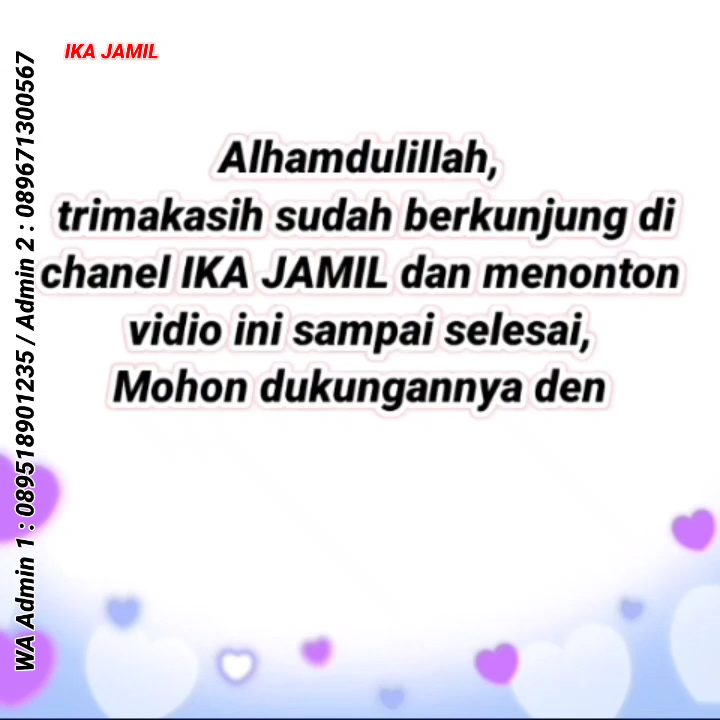 IKA JAMIL
Alhamdulillah,
trimakasih sudah berkunjung di
chanel IKA JAMIL dan menonton
vidio ini sampai selesai,
Mohon dukungannya den
WA Admin 1 : 089518901235 / Admin 2 : 089671300567